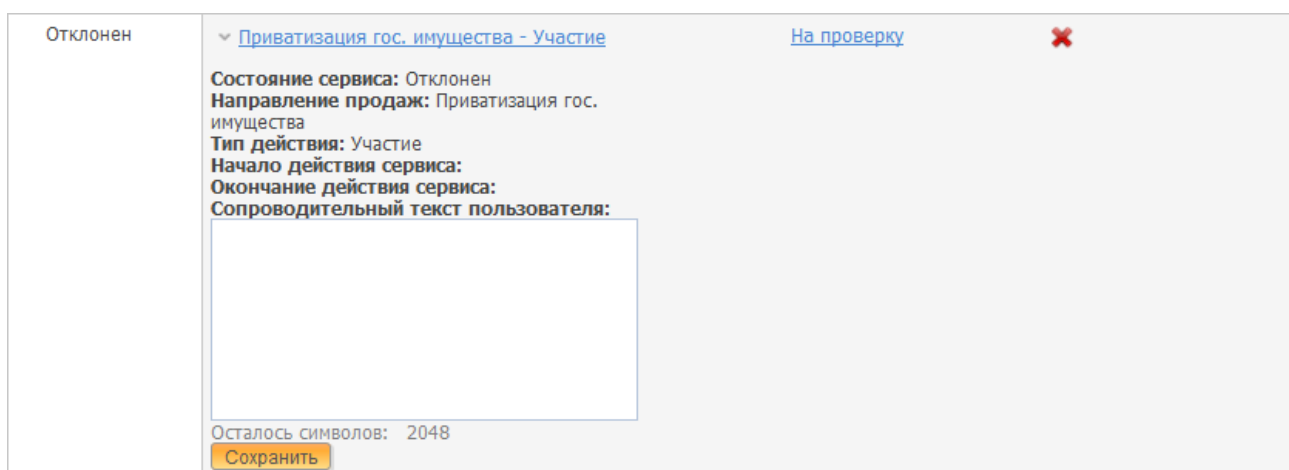 Отклонен
Приватизация гос. имущества - Участие
На проверку
Состояние сервиса: Отклонен
Направление продаж: Приватизация гос.
имущества
Тип действия: Участие
Начало действия сервиса:
Окончание действия сервиса:
Сопроводительный текст пользователя:
Осталось символов: 2048
Сохранить